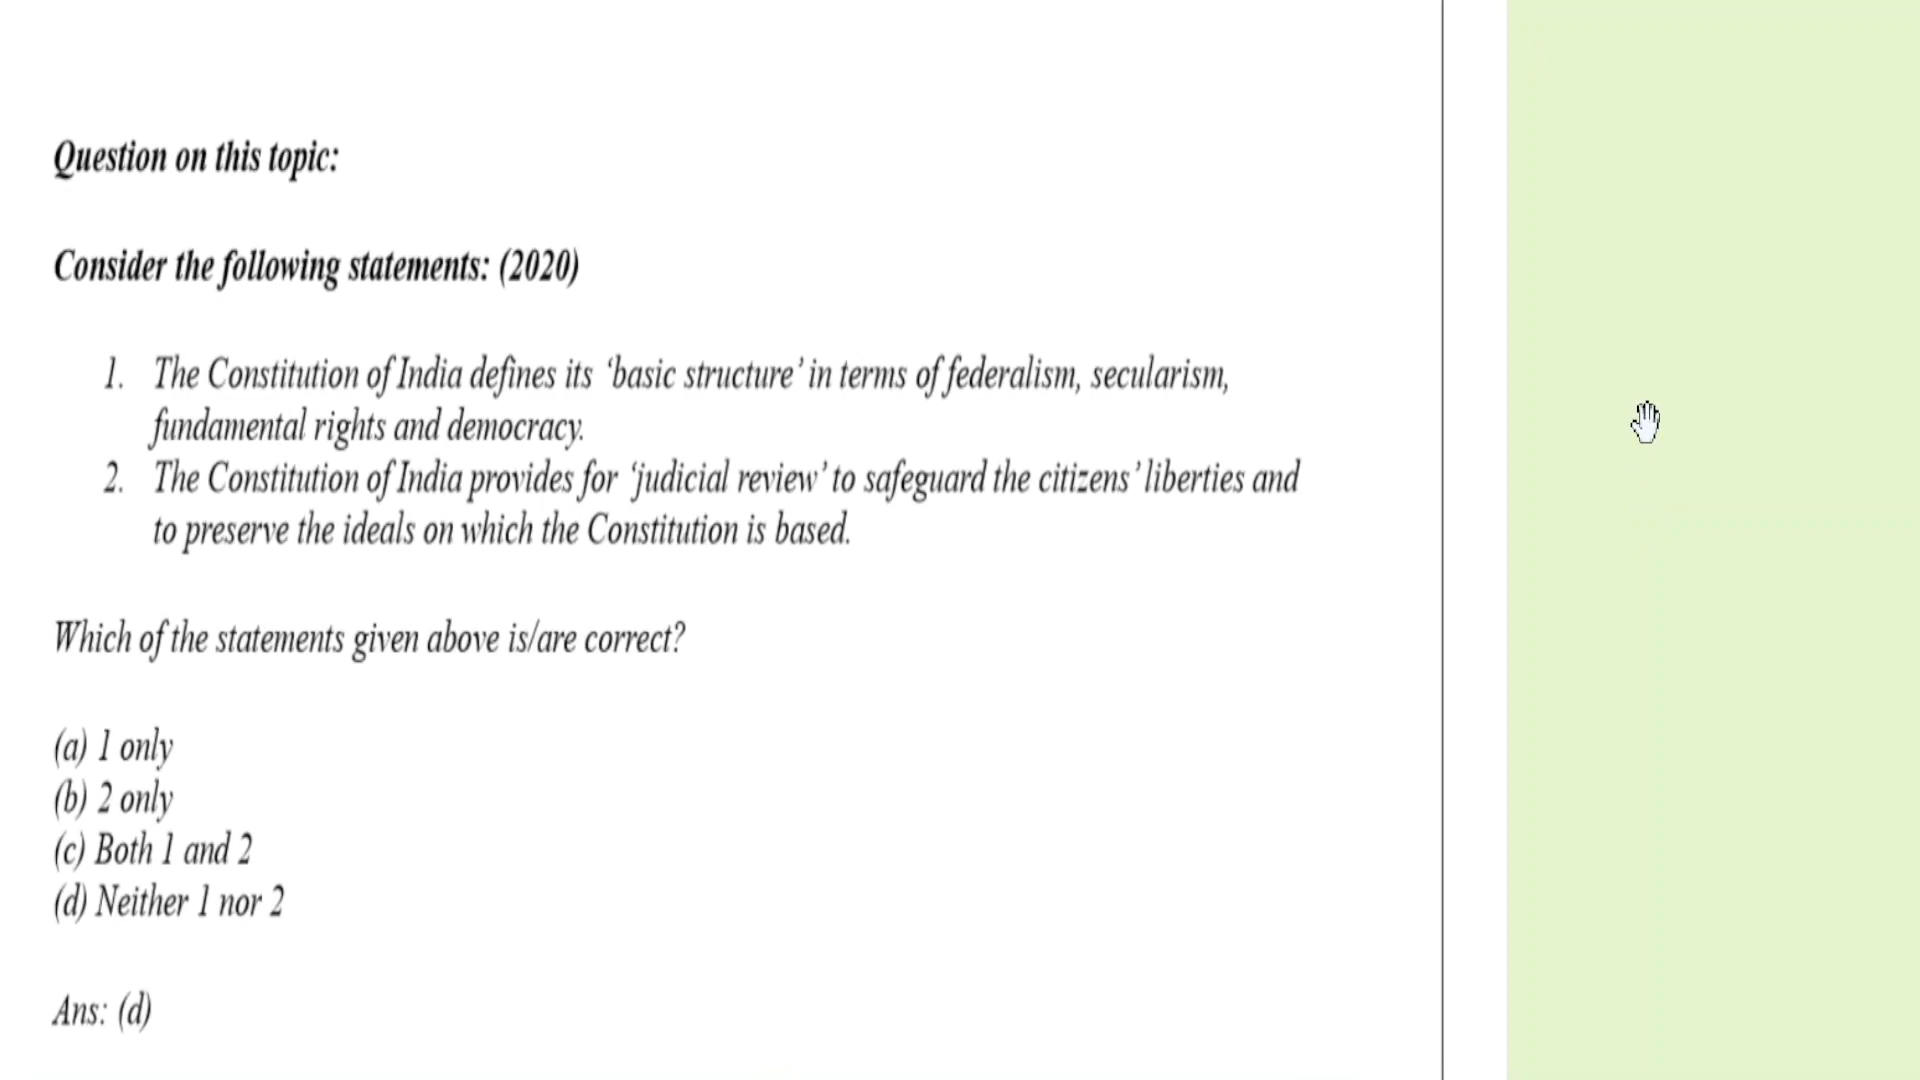 Question on this topic:
Consider the following statements: (2020)
1. The Constitution of India defines its ‘basic structure’ in terms of federalism, secularism,
fundamental rights and democracy.
2. The Constitution of India provides for ‘judicial review’ to safeguard the citizens’ liberties and
to preserve the ideals on which the Constitution is based.
Which of the statements given above is/are correct?
(a) 1 only
(b) 2 only
(c) Both 1 and 2
(d) Neither 1 nor 2
Ans: (d)